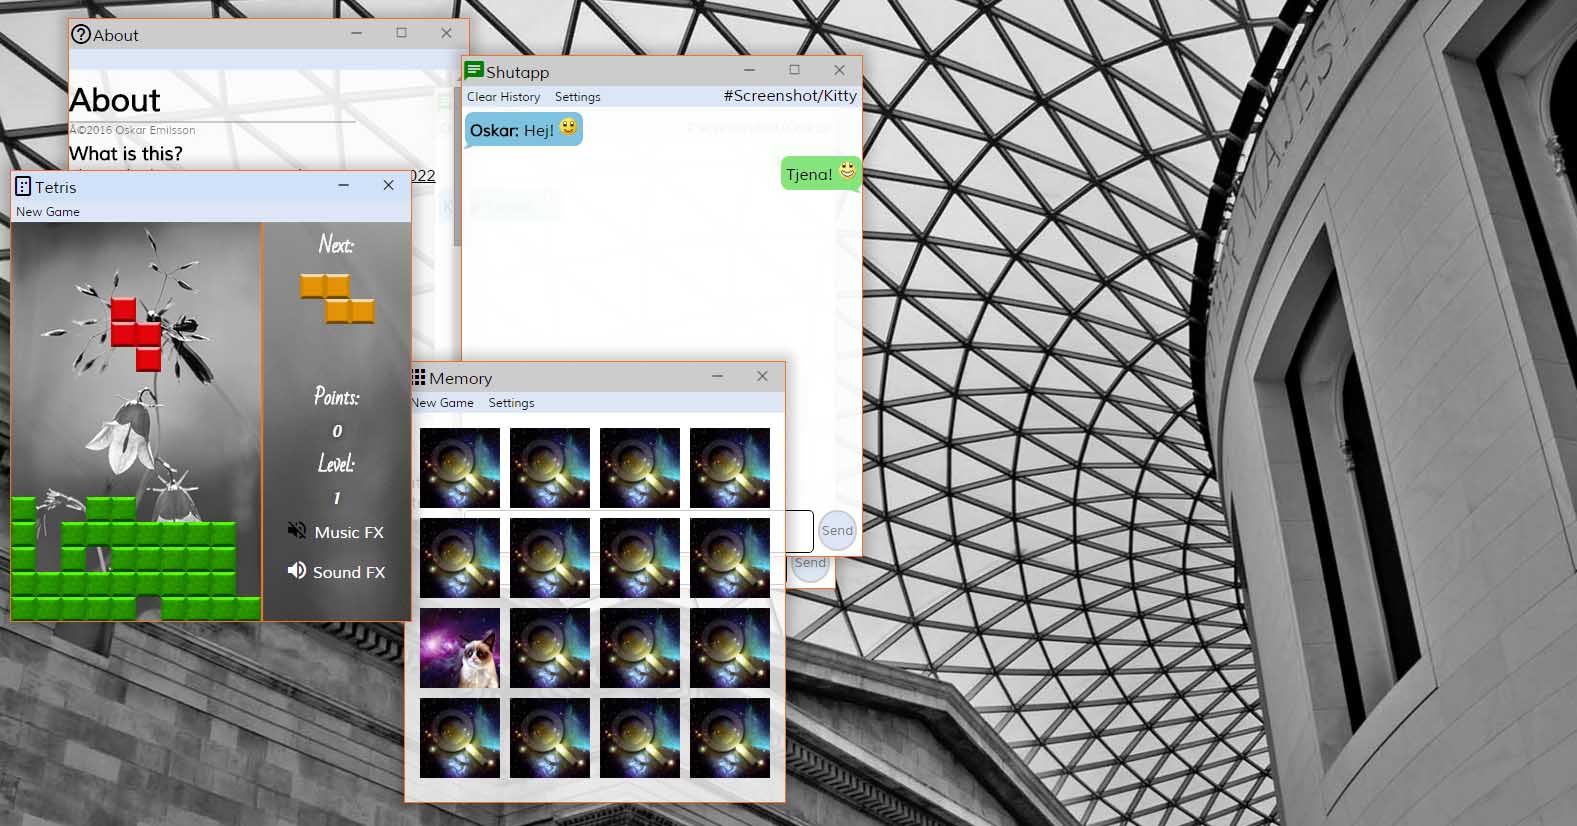 About
About
Â©2016 Oskar Emilsson
What is this?
022
Shutapp
Clear History Settings #Screenshot/Kitty
Oskar: Hej!
Tjena!
Send
Send
Tetris
New Game
Next:
Points:
0
Level:
1
Music FX
Sound FX
Memory
New Game Settings